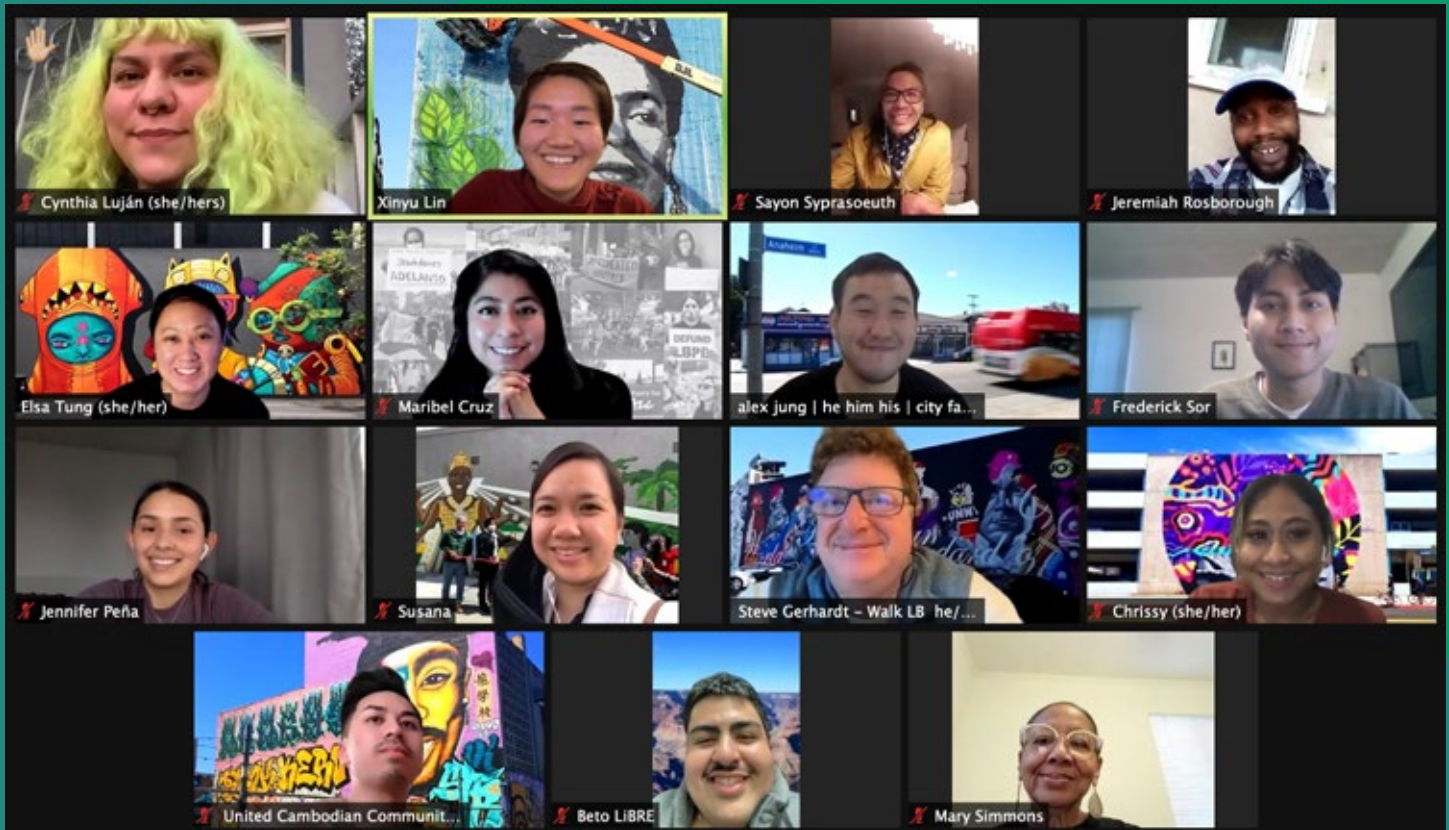 Cynthia Luján (she/hers)
Xinyu Lin
Sayon Syprasoeuth
Jeremiah Rosborough
Anaheim
ADELANTO
DEFUND
LBPD
Elsa Tung (she/her)
Maribel Cruz
alex jung | he him his | city fa...
Frederick Sor
Jennifer Peña
Susana
Steve Gerhardt – Walk LB he/...
Chrissy (she/her)
United Cambodian Communit...
Beto LiBRE
Mary Simmons